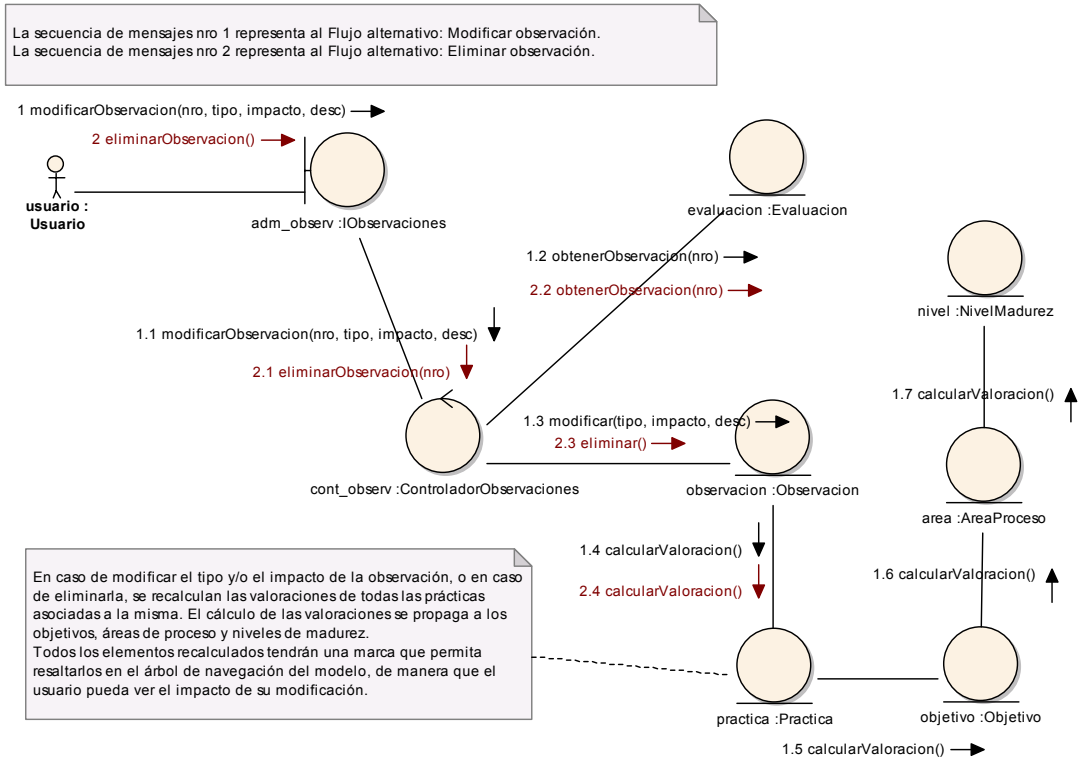 La secuencia de mensajes nro 1 representa al Flujo alternativo: Modificar observación.
La secuencia de mensajes nro 2 representa al Flujo alternativo: Eliminar observación.
1 modificarObservacion(nro, tipo, impacto, desc)
2 eliminarObservacion()
usuario :
Usuario
adm_observ :IObservaciones
evaluacion :Evaluacion
1.2 obtenerObservacion(nro)
2.2 obtenerObservacion(nro)
nivel :NivelMadurez
1.1 modificarObservacion(nro, tipo, impacto, desc)
2.1 eliminarObservacion(nro)
1.7 calcularValoracion()
1.3 modificar(tipo, impacto, desc)
2.3 eliminar()
cont_observ :ControladorObservaciones
observacion :Observacion
area :AreaProceso
1.4 calcularValoracion()
2.4 calcularValoracion()
1.6 calcularValoracion()
En caso de modificar el tipo y/o el impacto de la observación, o en caso
de eliminarla, se recalculan las valoraciones de todas las prácticas
asociadas a la misma. El cálculo de las valoraciones se propaga a los
objetivos, áreas de proceso y niveles de madurez.
Todos los elementos recalculados tendrán una marca que permita
resaltarlos en el árbol de navegación del modelo, de manera que el
usuario pueda ver el impacto de su modificación.
practica :Practica
objetivo :Objetivo
1.5 calcularValoracion()